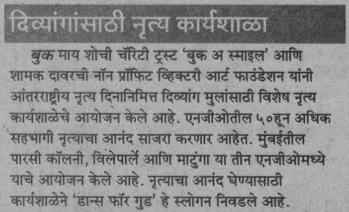 दिव्यांगांसाठी नृत्य कार्यशाळा
बुक माय शोची चॅरिटी ट्रस्ट ‘बुक अ स्माइल’ आणि
शामक दावरची नॉन प्रॉफिट व्हिक्टरी आर्ट फाउंडेशन यांनी
आंतरराष्ट्रीय नृत्य दिनानिमित्त दिव्यांग मुलांसाठी विशेष नृत्य
कार्यशाळेचे आयोजन केले आहे. एनजीओतील ५०हून अधिक
सहभागी नृत्याचा आनंद साजरा करणार आहेत. मुंबईतील
पारसी कॉलनी, विलेपार्ले आणि माटुंगा या तीन एनजीओमध्ये
याचे आयोजन केले आहे. नृत्याचा आनंद घेण्यासाठी
कार्यशाळेने ‘डान्स फॉर गुड’ हे स्लोगन निवडले आहे.